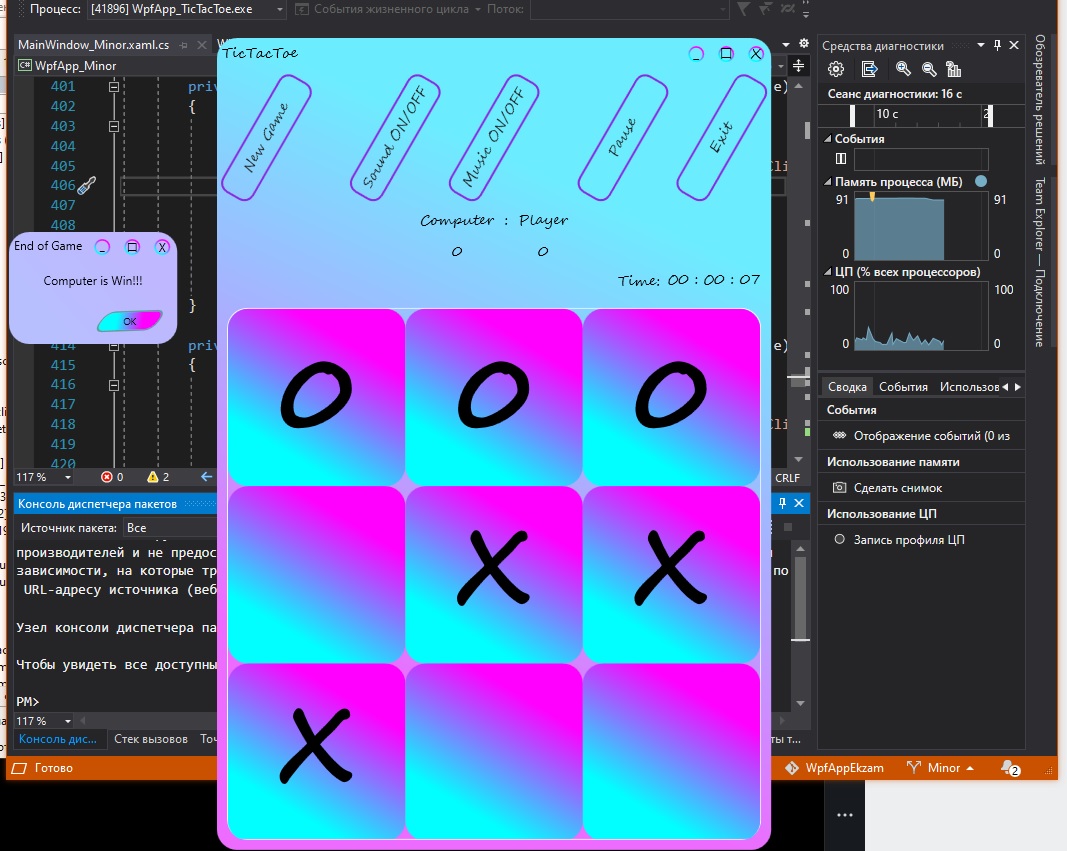 Процесс: [41896] WpfApp_TicTacToe.exe События жизненного цикла Поток:
MainWindow_Minor.xaml.cs
WpfApp_Minor
401 priv
402 {
403
404
405
406
407
408
}
414 priv
415 {
416
417
418
419
420
117 % 0 2
CRLF
End of Game _ X
Computer is Win!!!
OK
TicTacToe _ X
New Game
Sound ON/OFF
Music ON/OFF
Pause
Exit
Computer : Player
0 0
Time: 00 : 00 : 07
O O O
X X
X
Консоль диспетчера пакетов
Источник пакета: Все
производителей и не предос
зависимости, на которые тр
по
URL-адресу источника (веб
Узел консоли диспетчера па
Чтобы увидеть все доступны
PM>
117 %
Консоль дис... Стек вызовов Точ
ты т...
Готово
WpfAppEkzam Minor 2
Средства диагностики
Сеанс диагностики: 16 с
10 с 2
События
Память процесса (МБ)
91 91
0 0
ЦП (% всех процессоров)
100 100
0 0
Сводка События Использов
События
Отображение событий (0 из
Использование памяти
Сделать снимок
Использование ЦП
Запись профиля ЦП
Обозреватель решений
Team Explorer — Подключение